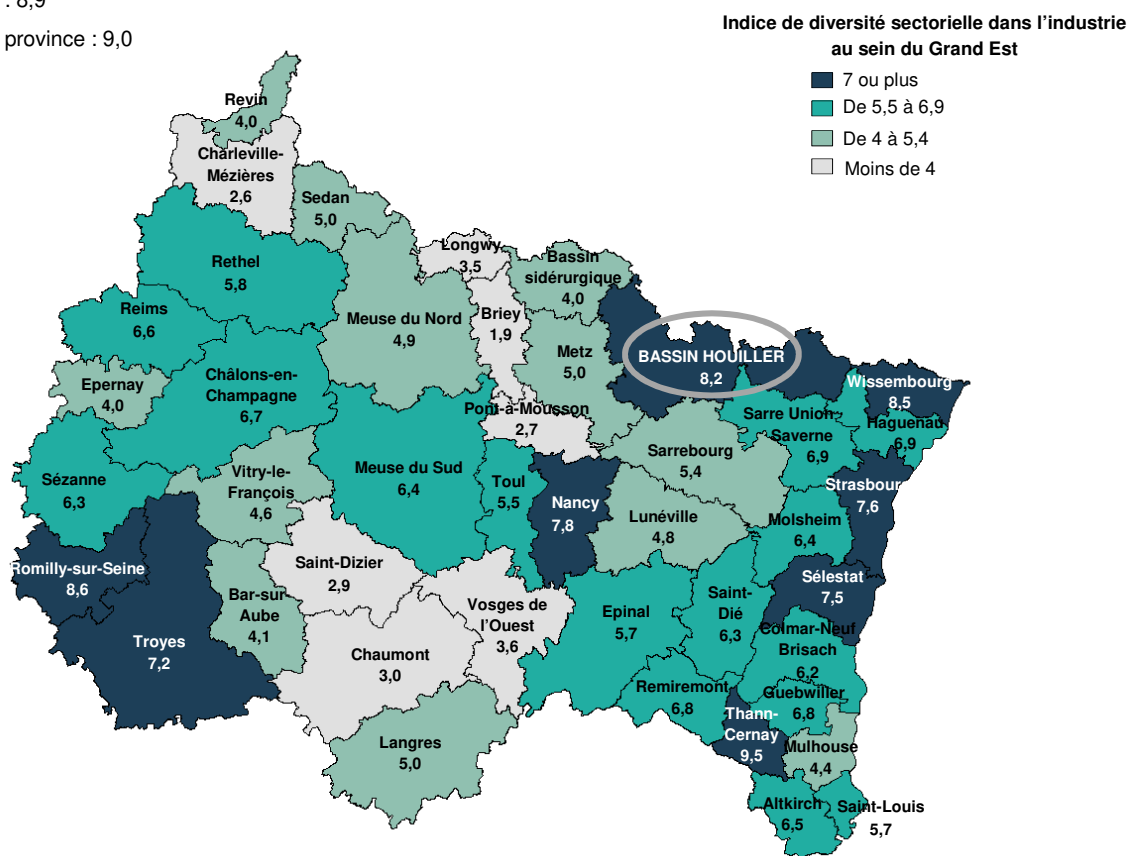 : 8,9
province : 9,0
Indice de diversité sectorielle dans l'industrie
au sein du Grand Est
7 ou plus
De 5,5 à 6,9
De 4 à 5,4
Moins de 4
Revin
4,0
Charleville-
Mézières
2,6
Sedan
5,0
Rethel
5,8
Longwy
3,5
Bassin
sidérurgique
4,0
Reims
6,6
Meuse du Nord
4,9
Briey
1,9
Metz
5,0
BASSIN HOUILLER
8,2
Wissembourg
8,5
Epernay
4,0
Châlons-en-
Champagne
6,7
Pont-à-Mousson
2,7
Sarre Union-
Saverne
6,9
Haguenau
6,9
Sézanne
6,3
Vitry-le-
François
4,6
Meuse du Sud
6,4
Toul
5,5
Nancy
7,8
Sarrebourg
5,4
Lunéville
4,8
Strasbour
7,6
Molsheim
6,4
Romilly-sur-Seine
8,6
Saint-Dizier
2,9
Bar-sur-
Aube
4,1
Vosges de
l'Ouest
3,6
Epinal
5,7
Saint-
Dié
6,3
Sélestat
7,5
Troyes
7,2
Chaumont
3,0
Colmar-Neuf
Brisach
6,2
Remiremont
6,8
Guebwiller
6,8
Thann-
Cernay
9,5
Langres
5,0
Mulhouse
4,4
Altkirch
6,5
Saint-Louis
5,7